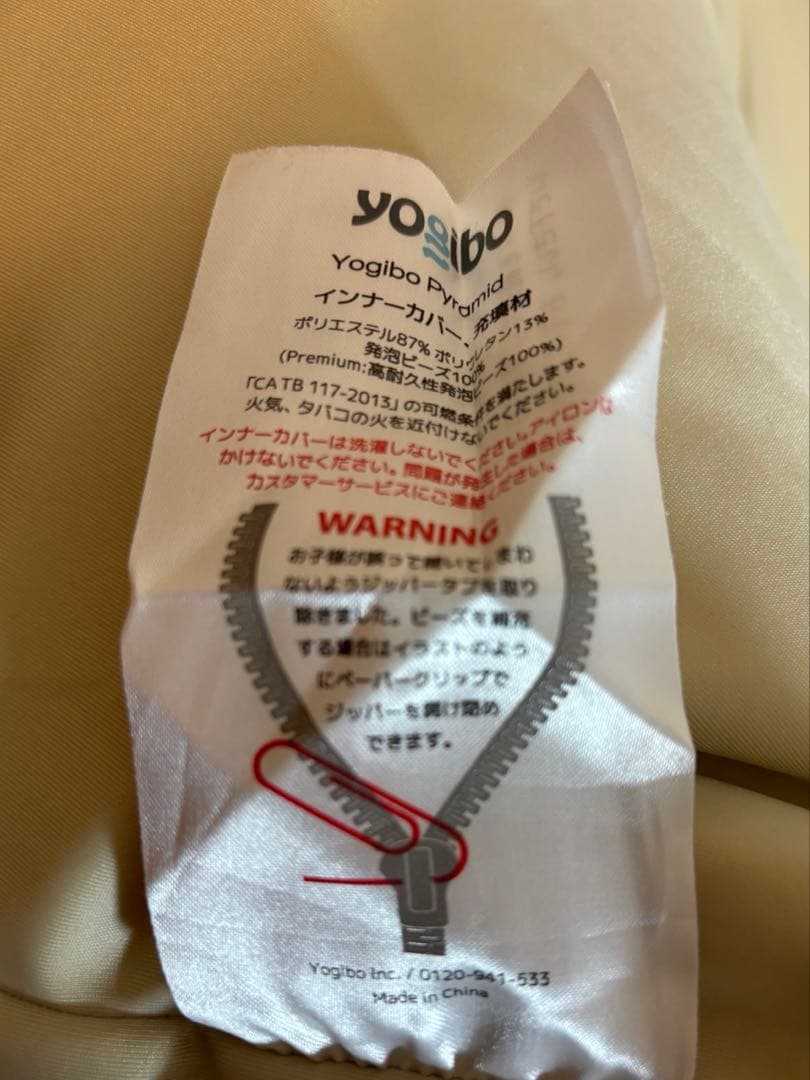 yogibo
Yogibo Pyramid
インナーカバー、充填材
ポリエステル87% ポリウレタン13%
発泡ビーズ100%
(Premium:高耐久性発泡ビーズ100%)
「CA TB 117-2013」の可燃条件を満たします。
火気、タバコの火を近付けないでください。
インナーカバーは洗濯しないでください。アイロンは
かけないでください。問題が発生した場合は、
カスタマーサービスにご連絡ください。
WARNING
お子様が誤って開いてしまわ
ないようジッパータブを取り
除きました。ビーズを補充
する場合はイラストのよう
にペーパークリップで
ジッパーを開け閉め
できます。
Yogibo Inc. / 0120-941-533
Made in China